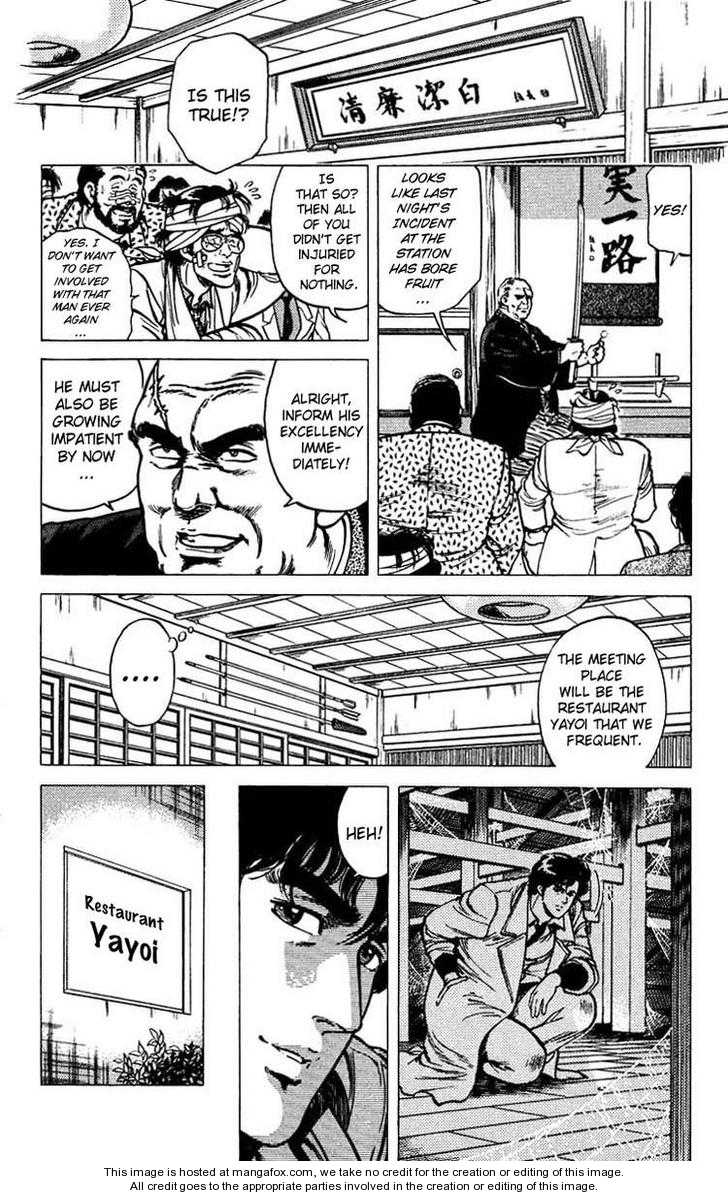 清廉潔白
IS THIS
TRUE!?
YES!
実一路
LOOKS
LIKE LAST
NIGHT'S
INCIDENT
AT THE
STATION
HAS BORE
FRUIT
...
IS
THAT SO?
THEN ALL
OF YOU
DIDN'T GET
INJURED
FOR
NOTHING.
YES. I
DON'T WANT
TO GET
INVOLVED
WITH THAT
MAN EVER
AGAIN
...
ALRIGHT,
INFORM HIS
EXCELLENCY
IMME-
DIATELY!
HE MUST
ALSO BE
GROWING
IMPATIENT
BY NOW
...
THE MEETING
PLACE
WILL BE THE
RESTAURANT
YAYOI THAT WE
FREQUENT.
....
HEH!
Restaurant
Yayoi
This image is hosted at mangafox.com, we take no credit for the creation or editing of this image.
All credit goes to the appropriate parties involved in the creation or editing of this image.